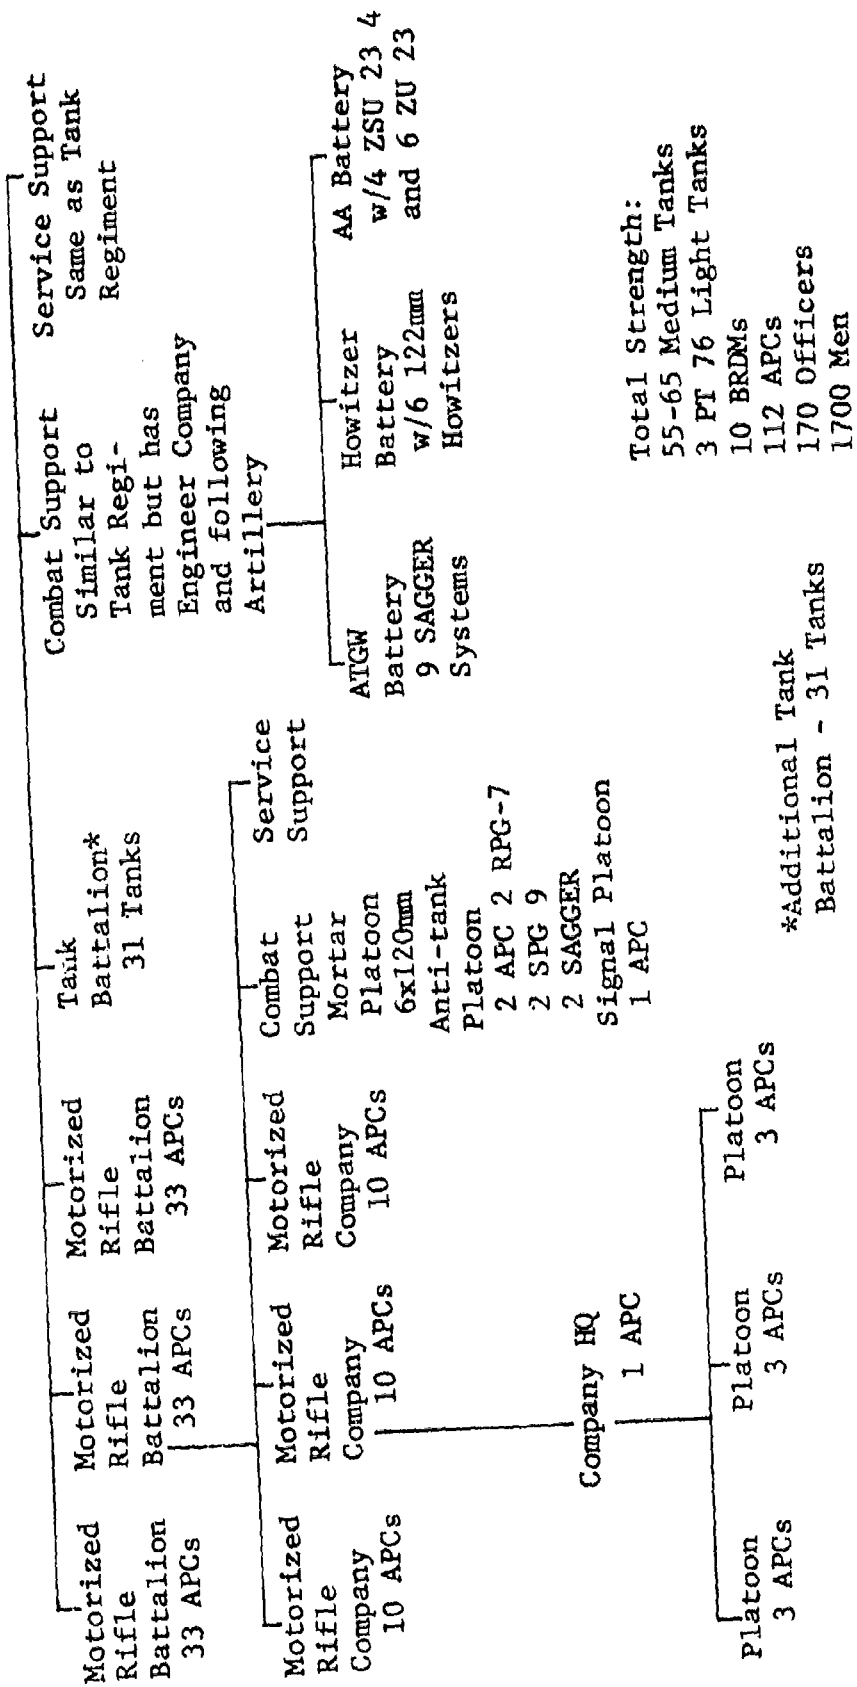 Motorized
Rifle
Battalion
33 APCs
Motorized
Rifle
Battalion
33 APCs
Motorized
Rifle
Battalion
33 APCs
Tank
Battalion*
31 Tanks
Combat Support
Similar to
Tank Regi-
ment but has
Engineer Company
and following
Artillery
Service Support
Same as Tank
Regiment
Motorized
Rifle
Company
10 APCs
Motorized
Rifle
Company
10 APCs
Motorized
Rifle
Company
10 APCs
Combat
Support
Mortar
Platoon
6x120mm
Anti-tank
Platoon
2 APC 2 RPG-7
2 SPG 9
2 SAGGER
Signal Platoon
1 APC
Service
Support
ATGW
Battery
9 SAGGER
Systems
Howitzer
Battery
w/6 122mm
Howitzers
AA Battery
w/4 ZSU 23 4
and 6 ZU 23
Company HQ
1 APC
Platoon
3 APCs
Platoon
3 APCs
Platoon
3 APCs
*Additional Tank
Battalion - 31 Tanks
Total Strength:
55-65 Medium Tanks
3 PT 76 Light Tanks
10 BRDMs
112 APCs
170 Officers
1700 Men